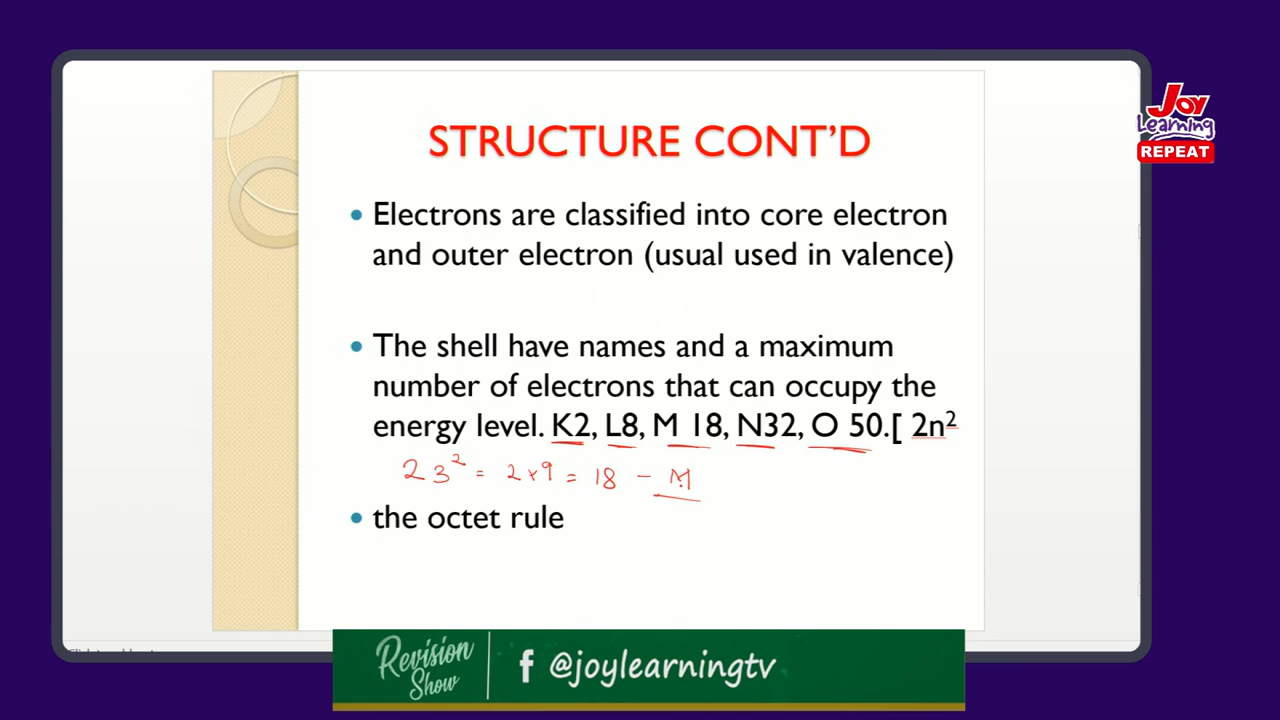 STRUCTURE CONT'D
Joy
Learning
REPEAT
• Electrons are classified into core electron
and outer electron (usual used in valence)
• The shell have names and a maximum
number of electrons that can occupy the
energy level. K2, L8, M 18, N32, O 50.[ 2n²
2 3² = 2 x 9 = 18 - M
• the octet rule
Revision
Show
f @joylearningtv